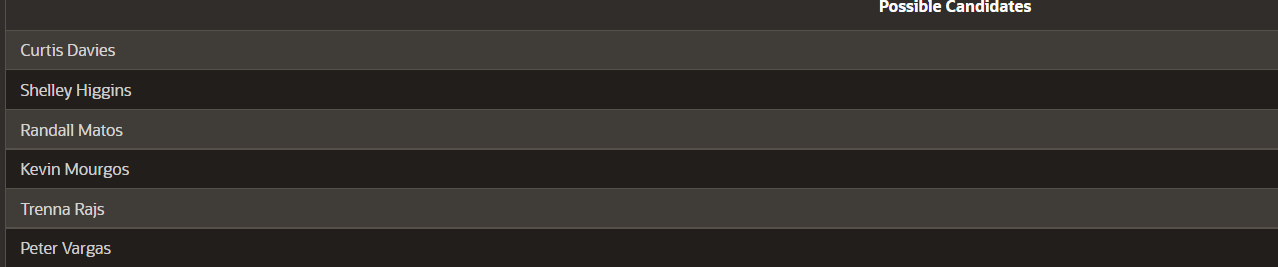 Possible Candidates
Curtis Davies
Shelley Higgins
Randall Matos
Kevin Mourgos
Trenna Rajs
Peter Vargas